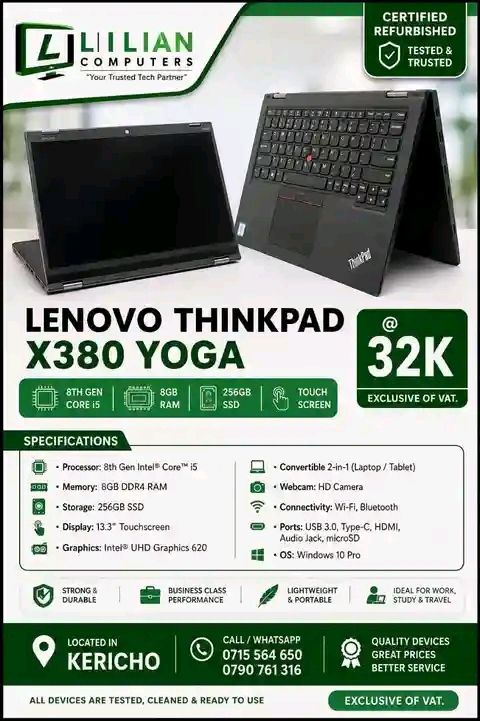 LILIAN
COMPUTERS
"Your Trusted Tech Partner"
CERTIFIED
REFURBISHED
TESTED &
TRUSTED
ThinkPad
LENOVO THINKPAD
X380 YOGA
@
32K
EXCLUSIVE OF VAT.
8TH GEN
CORE i5
8GB
RAM
256GB
SSD
TOUCH
SCREEN
SPECIFICATIONS
• Processor: 8th Gen Intel® Core™ i5
• Memory: 8GB DDR4 RAM
• Storage: 256GB SSD
• Display: 13.3" Touchscreen
• Graphics: Intel® UHD Graphics 620
• Convertible 2-in-1 (Laptop / Tablet)
• Webcam: HD Camera
• Connectivity: Wi-Fi, Bluetooth
• Ports: USB 3.0, Type-C, HDMI,
Audio Jack, microSD
• OS: Windows 10 Pro
STRONG &
DURABLE
BUSINESS CLASS
PERFORMANCE
LIGHTWEIGHT
& PORTABLE
IDEAL FOR WORK,
STUDY & TRAVEL
LOCATED IN
KERICHO
CALL / WHATSAPP
0715 564 650
0790 761 316
QUALITY DEVICES
GREAT PRICES
BETTER SERVICE
ALL DEVICES ARE TESTED, CLEANED & READY TO USE
EXCLUSIVE OF VAT.